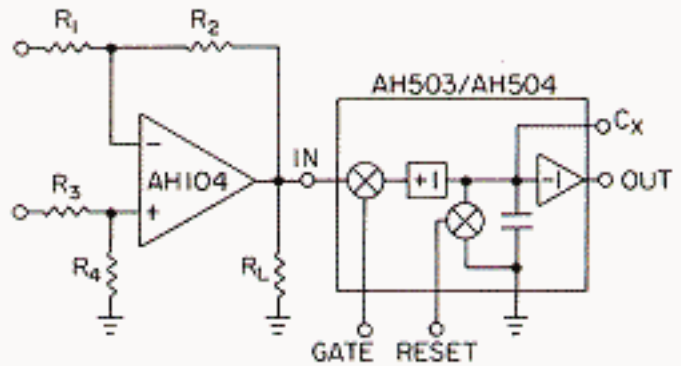 R1
R2
AH503/AH504
CX
−
AH104
IN
+1
−1
OUT
R3
+
R4
RL
GATE RESET